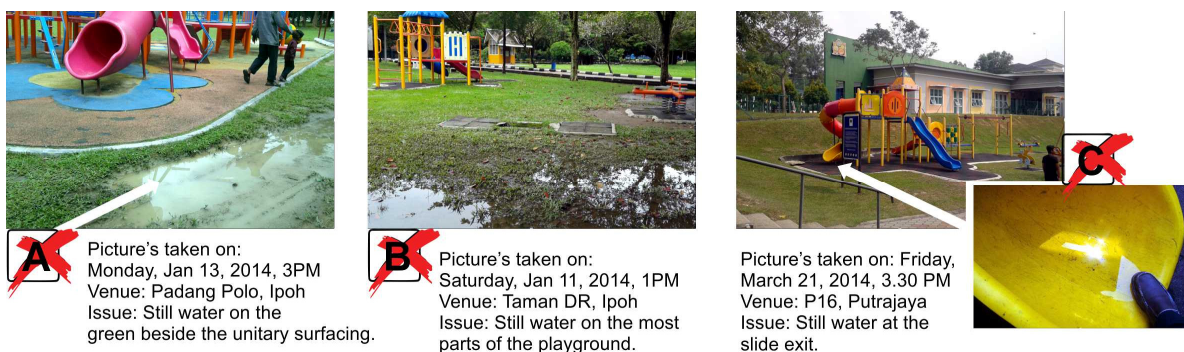 A
Picture's taken on:
Monday, Jan 13, 2014, 3PM
Venue: Padang Polo, Ipoh
Issue: Still water on the
green beside the unitary surfacing.
B
Picture's taken on:
Saturday, Jan 11, 2014, 1PM
Venue: Taman DR, Ipoh
Issue: Still water on the most
parts of the playground.
C
Picture's taken on: Friday,
March 21, 2014, 3.30 PM
Venue: P16, Putrajaya
Issue: Still water at the
slide exit.